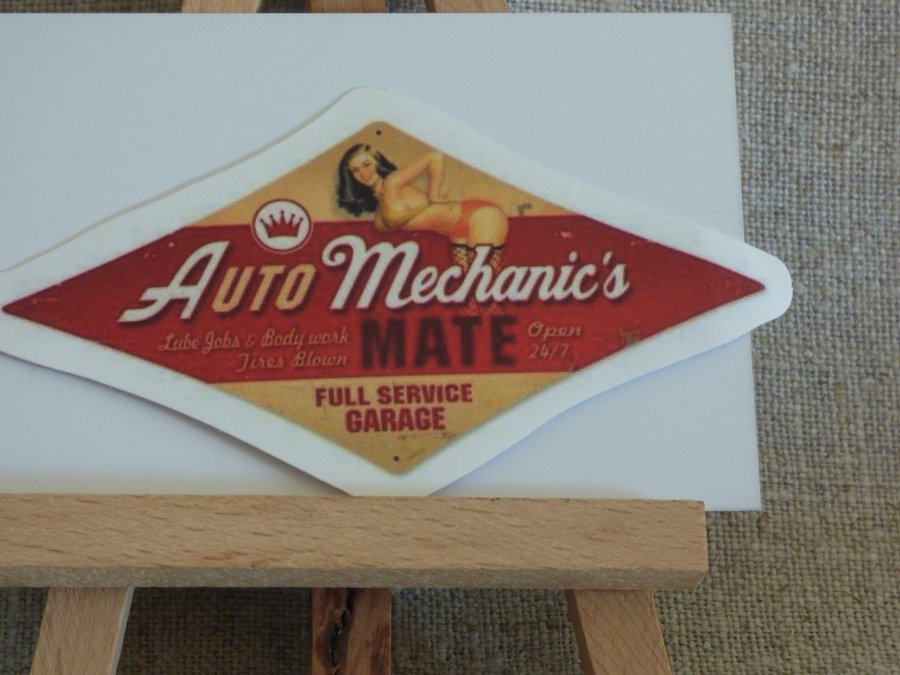 Auto Mechanic's
Lube Jobs & Body work
Tires Blown
MATE
Open
24/7
FULL SERVICE
GARAGE